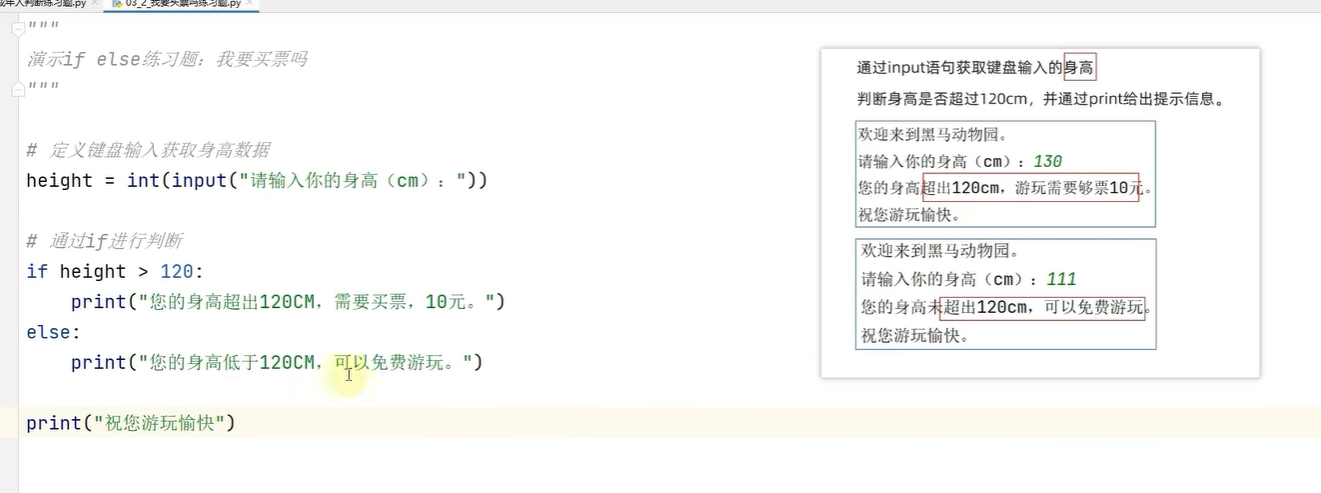 成年人判断练习题.py
03_2_我要买票吗练习题.py
"""
演示if else练习题：我要买票吗
"""
# 定义键盘输入获取身高数据
height = int(input("请输入你的身高（cm）："))
# 通过if进行判断
if height > 120:
print("您的身高超出120CM，需要买票，10元。")
else:
print("您的身高低于120CM，可以免费游玩。")
print("祝您游玩愉快")
通过input语句获取键盘输入的身高
判断身高是否超过120cm，并通过print给出提示信息。
欢迎来到黑马动物园。
请输入你的身高（cm）：130
您的身高超出120cm，游玩需要够票10元。
祝您游玩愉快。
欢迎来到黑马动物园。
请输入你的身高（cm）：111
您的身高未超出120cm，可以免费游玩。
祝您游玩愉快。